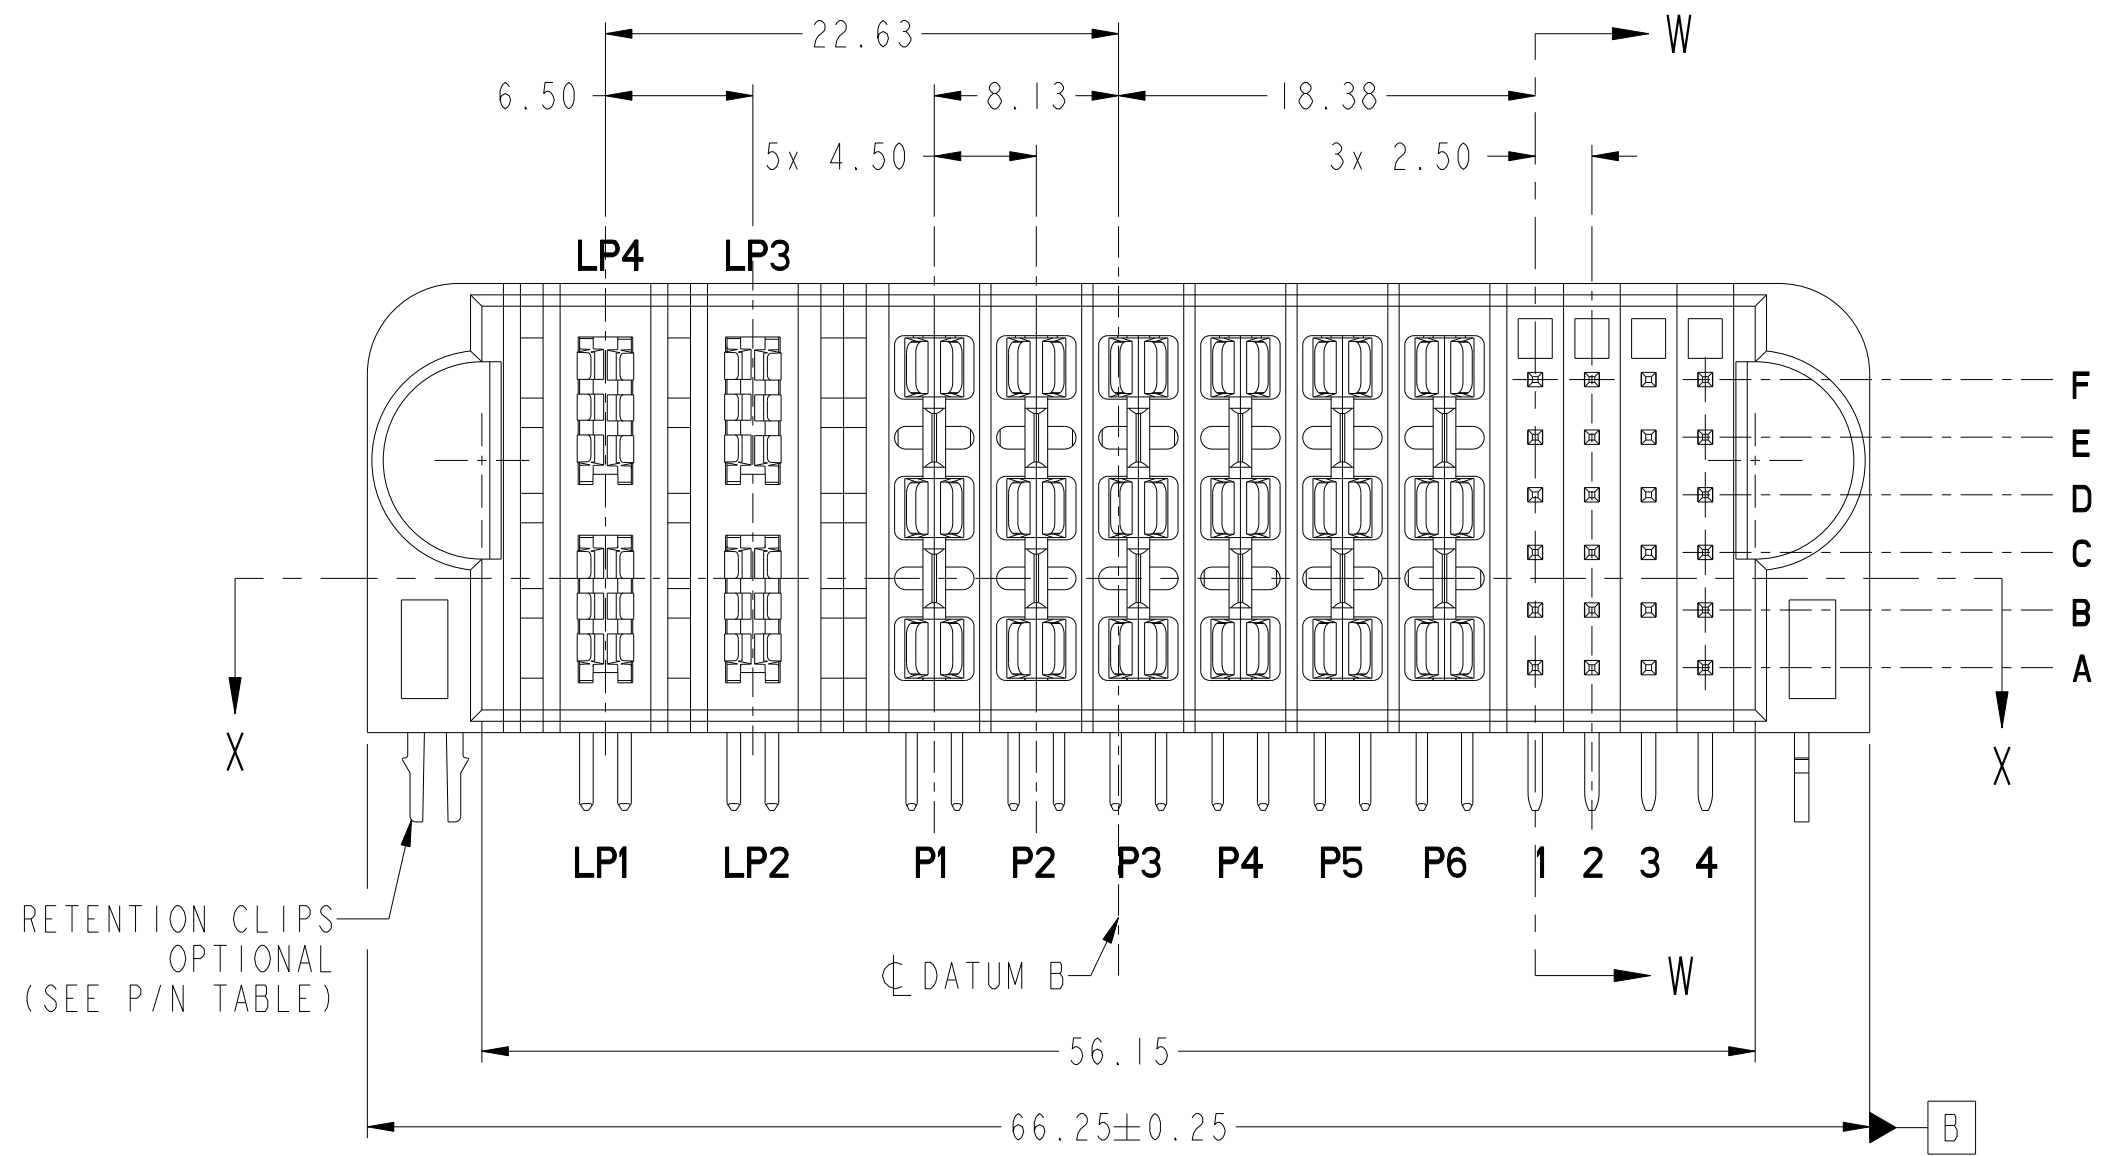 22.63
W
6.50
8.13
18.38
5x 4.50
3x 2.50
LP4 LP3
F
E
D
C
B
A
X X
LP1 LP2 P1 P2 P3 P4 P5 P6 1 2 3 4
RETENTION CLIPS
OPTIONAL
(SEE P/N TABLE)
℄ DATUM B
W
56.15
66.25±0.25
B